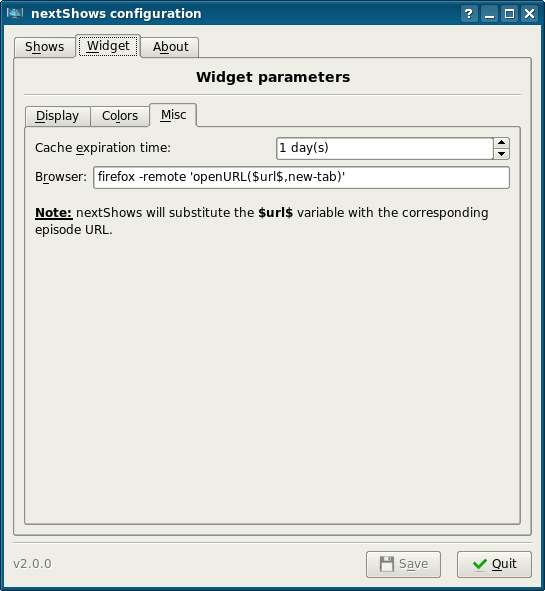 nextShows configuration
Shows Widget About
Widget parameters
Display Colors Misc
Cache expiration time: 1 day(s)
Browser: firefox -remote 'openURL($url$,new-tab)'
Note: nextShows will substitute the $url$ variable with the corresponding
episode URL.
v2.0.0 Save Quit